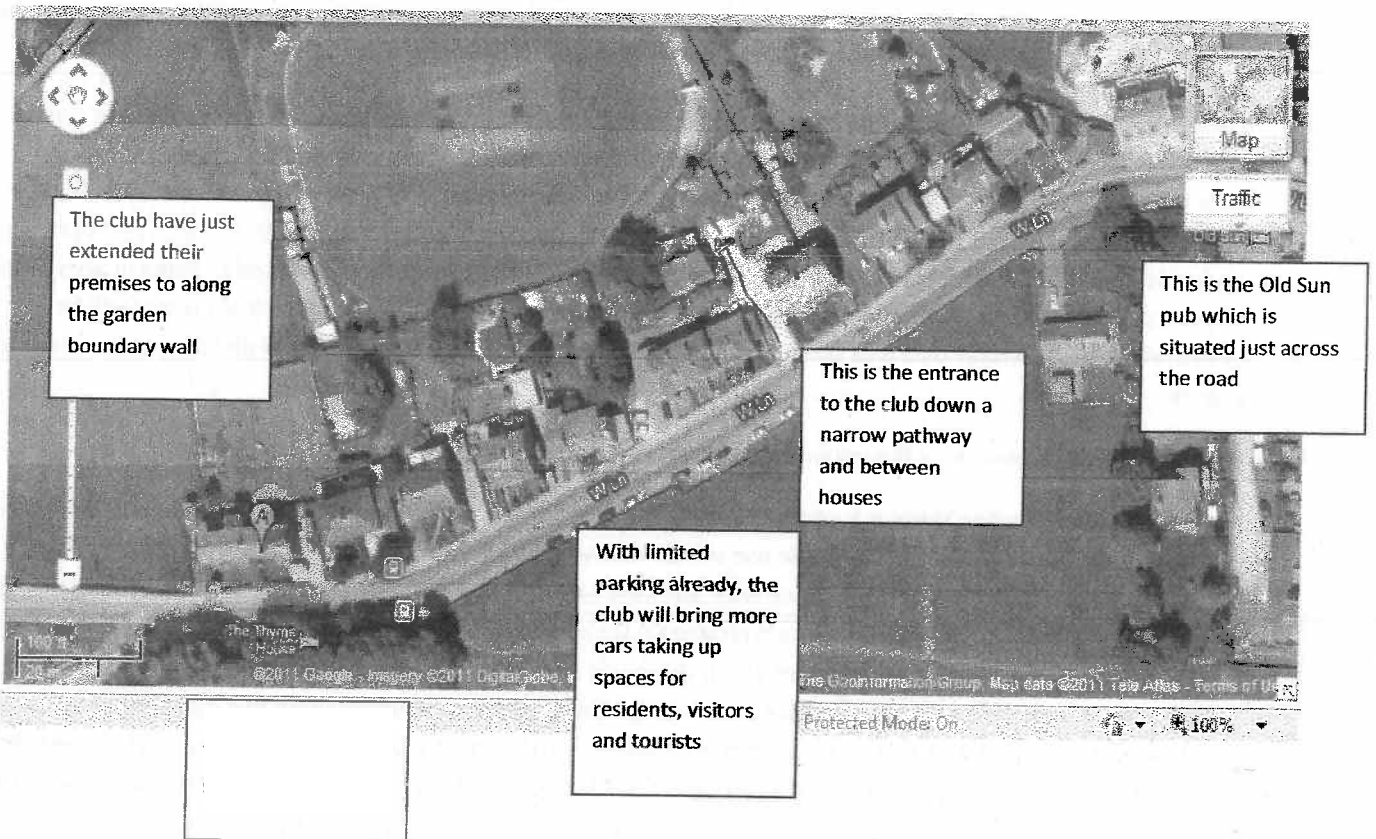 Map
Traffic
W Ln
The club have just
extended their
premises to along
the garden
boundary wall
This is the Old Sun
pub which is
situated just across
the road
This is the entrance
to the club down a
narrow pathway
and between
houses
W Ln
W Ln
With limited
parking already, the
club will bring more
cars taking up
spaces for
residents, visitors
and tourists
A
The Thyme
House
100 ft
20 m
©2011 Google - Imagery ©2011 DigitalGlobe,
The GeoInformation Group, Map data ©2011 Tele Atlas - Terms of
Protected Mode: On
100%